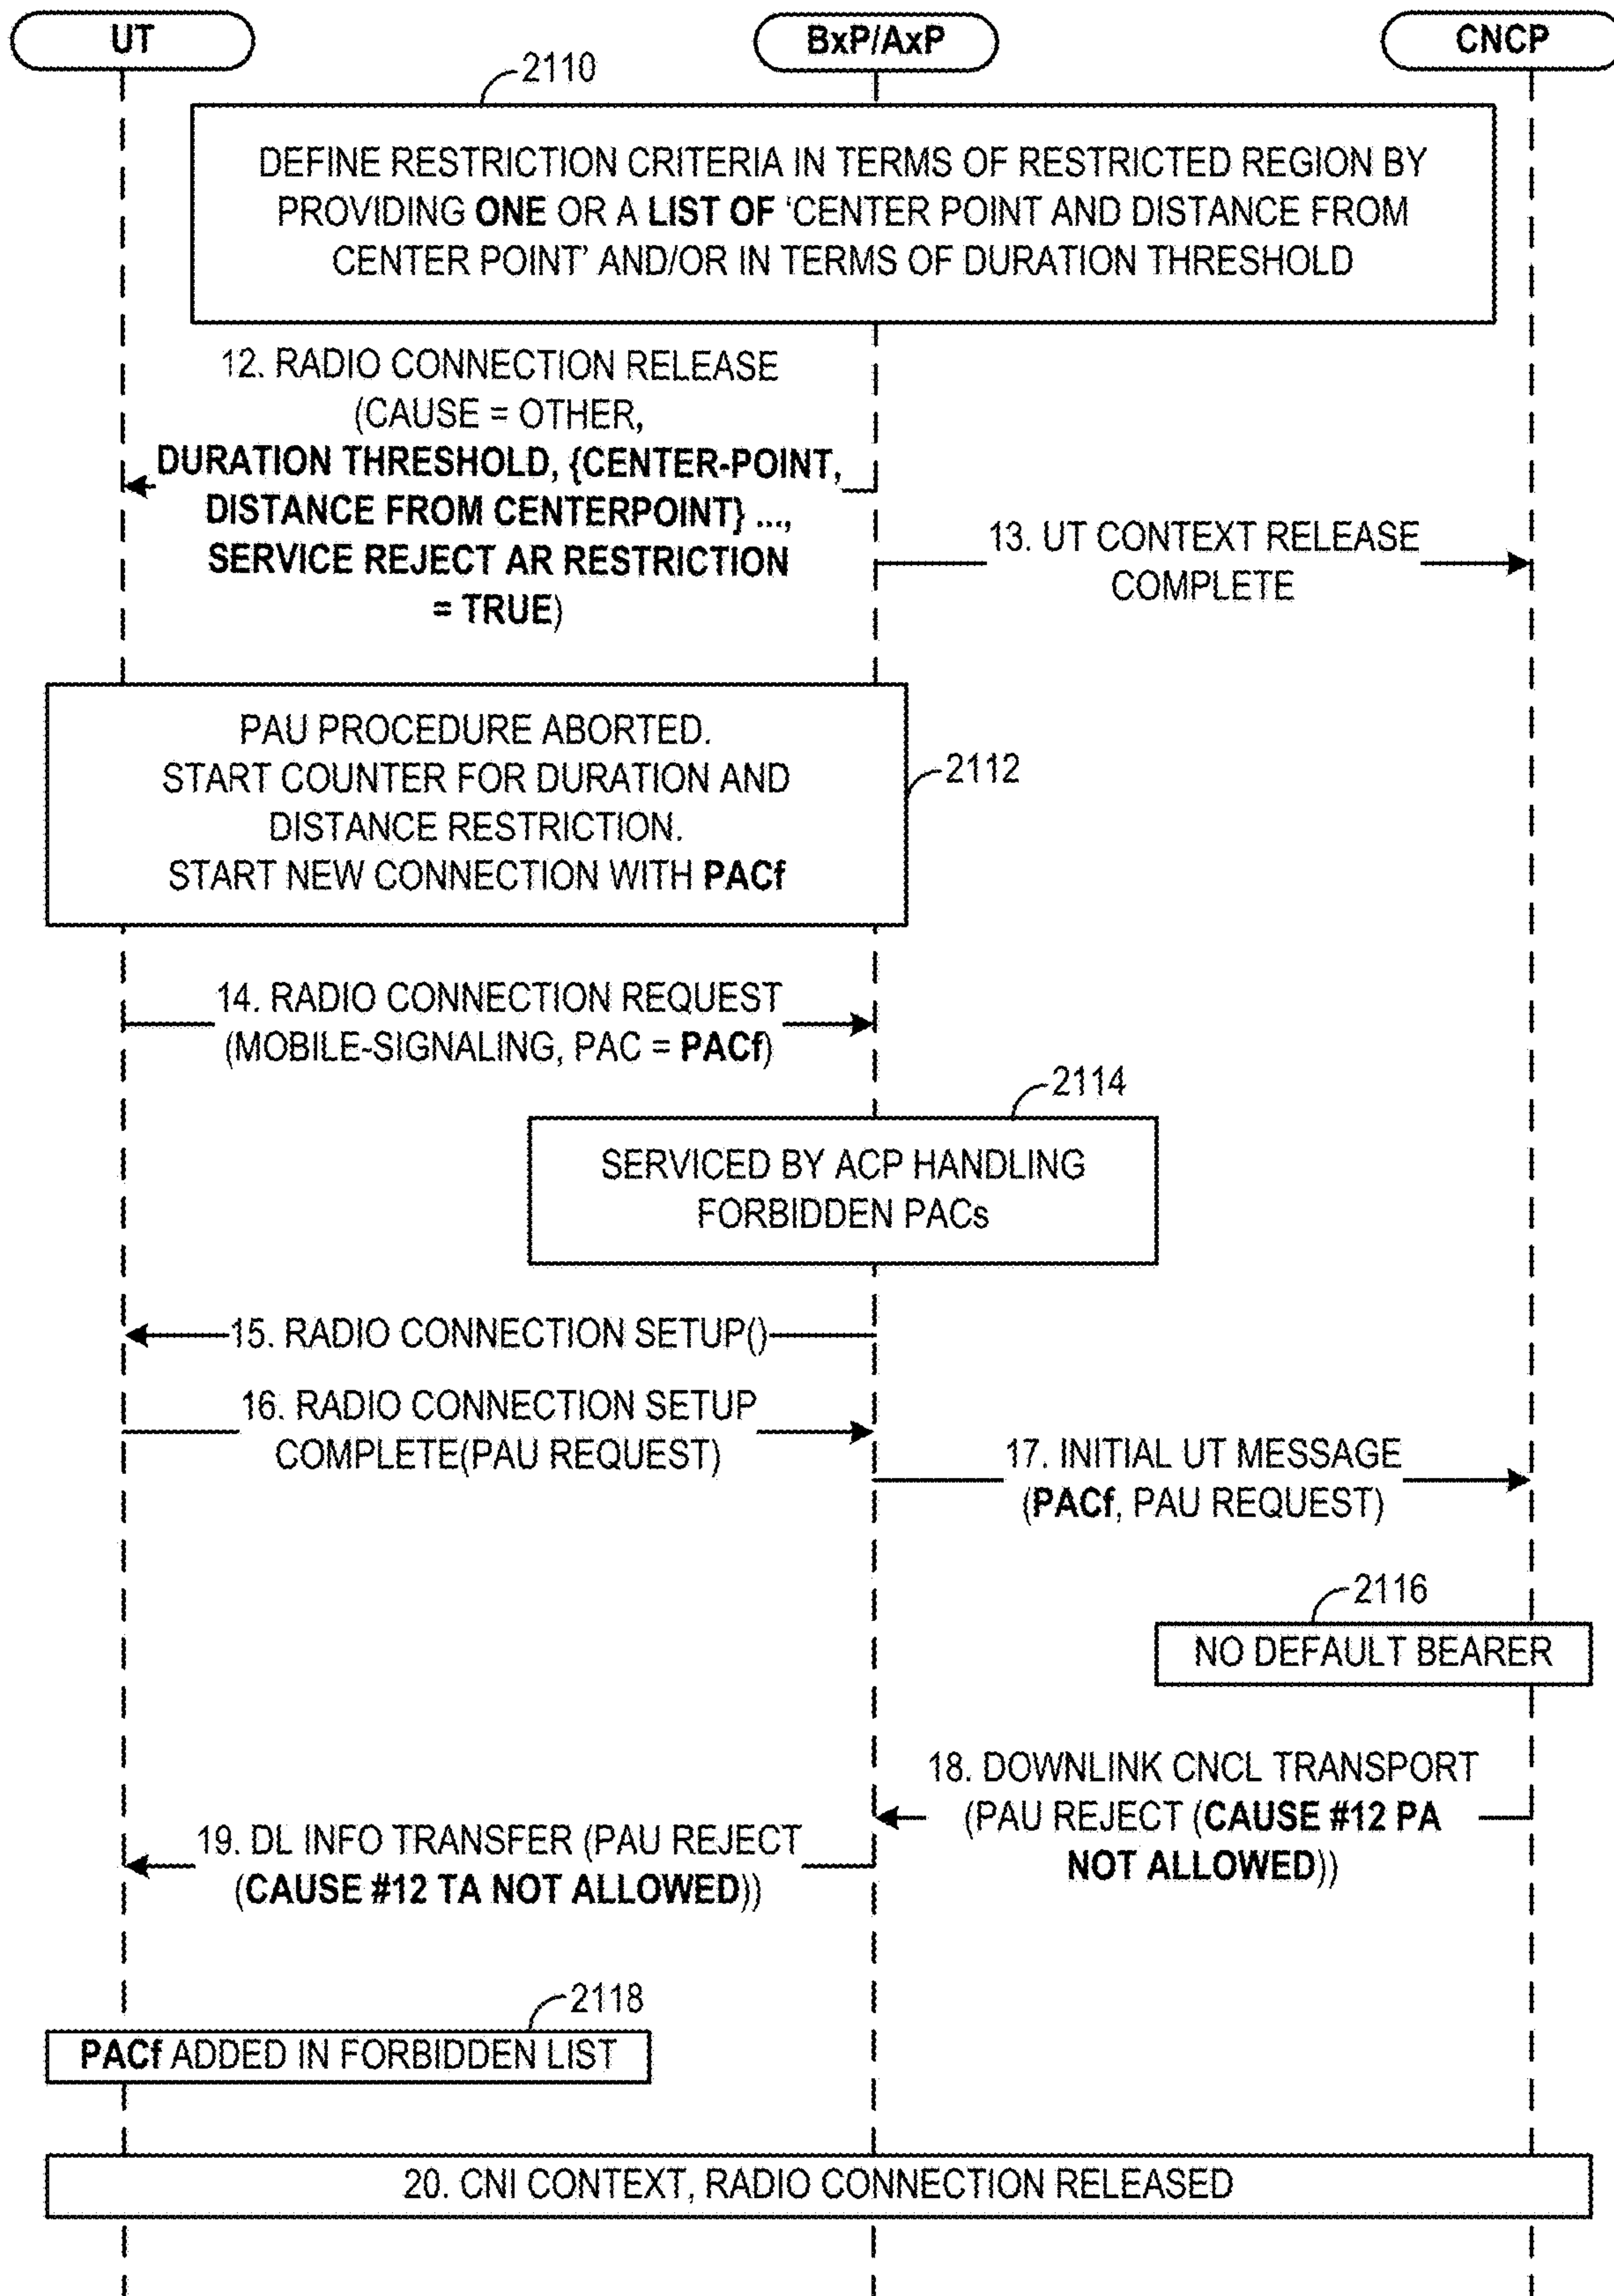 UT
BxP/AxP
CNCP
2110
DEFINE RESTRICTION CRITERIA IN TERMS OF RESTRICTED REGION BY
PROVIDING ONE OR A LIST OF ‘CENTER POINT AND DISTANCE FROM
CENTER POINT’ AND/OR IN TERMS OF DURATION THRESHOLD
12. RADIO CONNECTION RELEASE
(CAUSE = OTHER,
DURATION THRESHOLD, {CENTER-POINT,
DISTANCE FROM CENTERPOINT} ...,
SERVICE REJECT AR RESTRICTION
= TRUE)
13. UT CONTEXT RELEASE
COMPLETE
PAU PROCEDURE ABORTED.
START COUNTER FOR DURATION AND
DISTANCE RESTRICTION.
START NEW CONNECTION WITH PACf
2112
14. RADIO CONNECTION REQUEST
(MOBILE-SIGNALING, PAC = PACf)
2114
SERVICED BY ACP HANDLING
FORBIDDEN PACs
15. RADIO CONNECTION SETUP()
16. RADIO CONNECTION SETUP
COMPLETE(PAU REQUEST)
17. INITIAL UT MESSAGE
(PACf, PAU REQUEST)
2116
NO DEFAULT BEARER
18. DOWNLINK CNCL TRANSPORT
(PAU REJECT (CAUSE #12 PA
NOT ALLOWED))
19. DL INFO TRANSFER (PAU REJECT
(CAUSE #12 TA NOT ALLOWED))
2118
PACf ADDED IN FORBIDDEN LIST
20. CNI CONTEXT, RADIO CONNECTION RELEASED